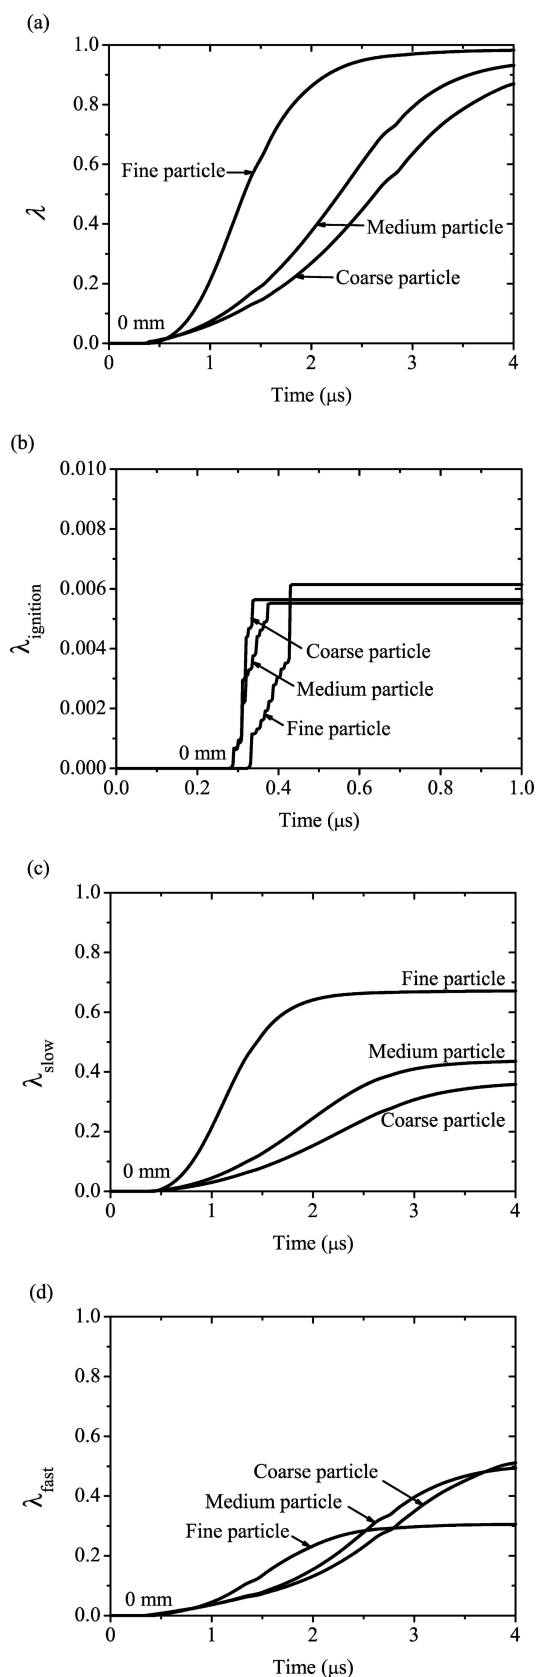 (a)
1.0
0.8
0.6
0.4
0.2
0.0
λ
Fine particle
Medium particle
Coarse particle
0 mm
0 1 2 3 4
Time (μs)
(b)
0.010
0.008
0.006
0.004
0.002
0.000
λignition
Coarse particle
Medium particle
Fine particle
0 mm
0.0 0.2 0.4 0.6 0.8 1.0
Time (μs)
(c)
1.0
0.8
0.6
0.4
0.2
0.0
λslow
Fine particle
Medium particle
Coarse particle
0 mm
0 1 2 3 4
Time (μs)
(d)
1.0
0.8
0.6
0.4
0.2
0.0
λfast
Coarse particle
Medium particle
Fine particle
0 mm
0 1 2 3 4
Time (μs)